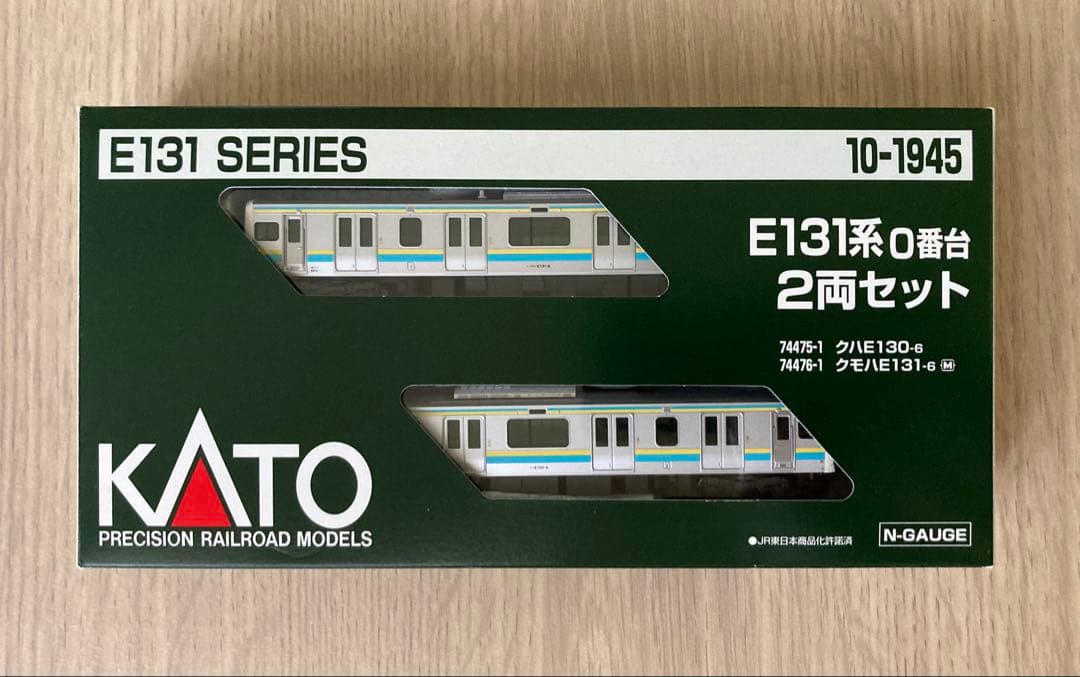 E131 SERIES
10-1945
E131系 0番台
2両セット
74475-1 クハE130-6
74476-1 クモハE131-6 M
KATO
PRECISION RAILROAD MODELS
●JR東日本商品化許諾済
N-GAUGE